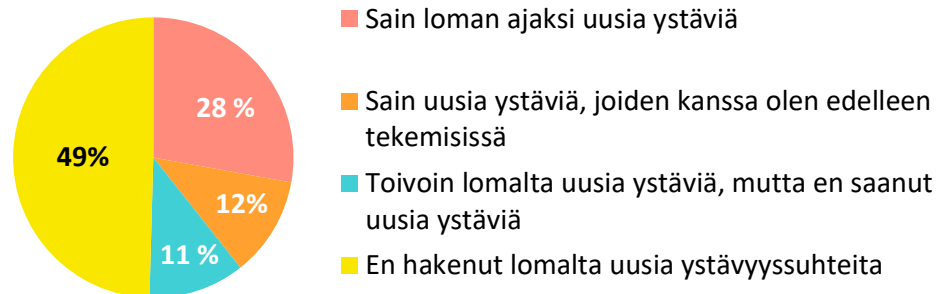 Sain loman ajaksi uusia ystäviä
28 %
Sain uusia ystäviä, joiden kanssa olen edelleen
tekemisissä
49%
12%
Toivoin lomalta uusia ystäviä, mutta en saanut
uusia ystäviä
11 %
En hakenut lomalta uusia ystävyyssuhteita